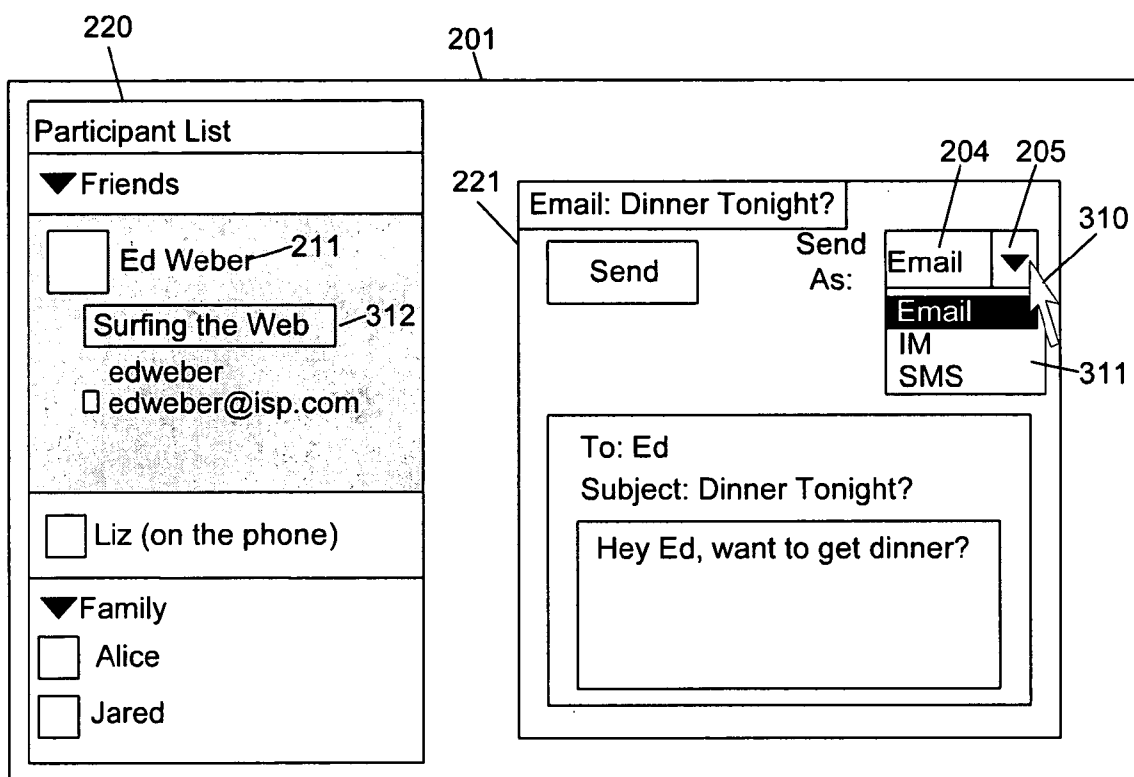 220
201
Participant List
Friends
Ed Weber
211
Surfing the Web
312
edweber
edweber@isp.com
Liz (on the phone)
Family
Alice
Jared
221
204
205
310
Email: Dinner Tonight?
Send
Send
As:
Email
Email
IM
SMS
311
To: Ed
Subject: Dinner Tonight?
Hey Ed, want to get dinner?